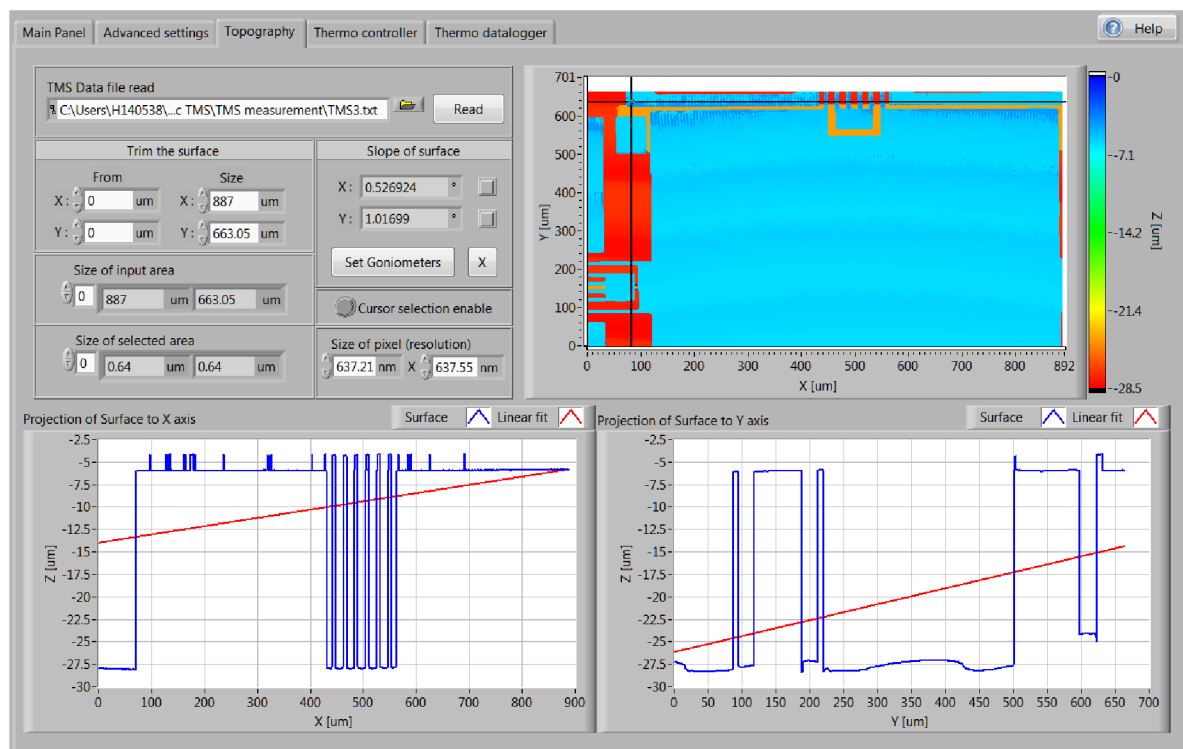 Main Panel Advanced settings Topography Thermo controller Thermo datalogger Help
TMS Data file read
C:\Users\H140538\...c TMS\TMS measurement\TMS3.txt Read
Trim the surface
From Size
X: 0 um X: 887 um
Y: 0 um Y: 663.05 um
Slope of surface
X: 0.526924 °
Y: 1.01699 °
Set Goniometers X
Size of input area
0 887 um 663.05 um
Cursor selection enable
Size of selected area
0 0.64 um 0.64 um
Size of pixel (resolution)
637.21 nm X 637.55 nm
701
600
500
400
300
200
100
0
Y [um]
0 100 200 300 400 500 600 700 800 892
X [um]
-0
--7.1
--14.2
--21.4
--28.5
Z [um]
Projection of Surface to X axis Surface Linear fit
-2.5
-5
-7.5
-10
-12.5
-15
-17.5
-20
-22.5
-25
-27.5
-30
Z [um]
0 100 200 300 400 500 600 700 800 900
X [um]
Projection of Surface to Y axis Surface Linear fit
-2.5
-5
-7.5
-10
-12.5
-15
-17.5
-20
-22.5
-25
-27.5
-30
Z [um]
0 50 100 150 200 250 300 350 400 450 500 550 600 650 700
Y [um]